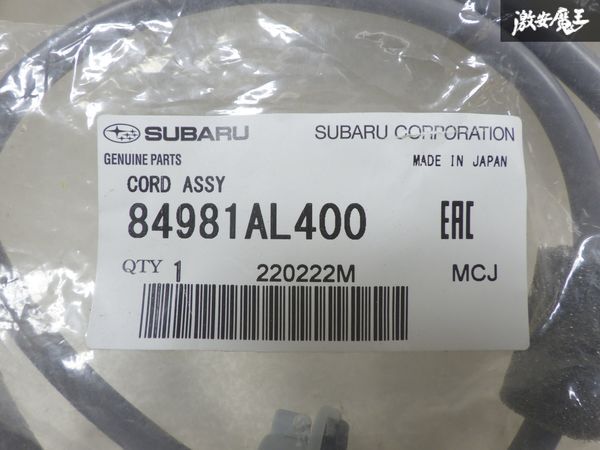 激安魔王
SUBARU
SUBARU CORPORATION
GENUINE PARTS
MADE IN JAPAN
CORD ASSY
84981AL400
EAC
QTY 1
220222M
MCJ